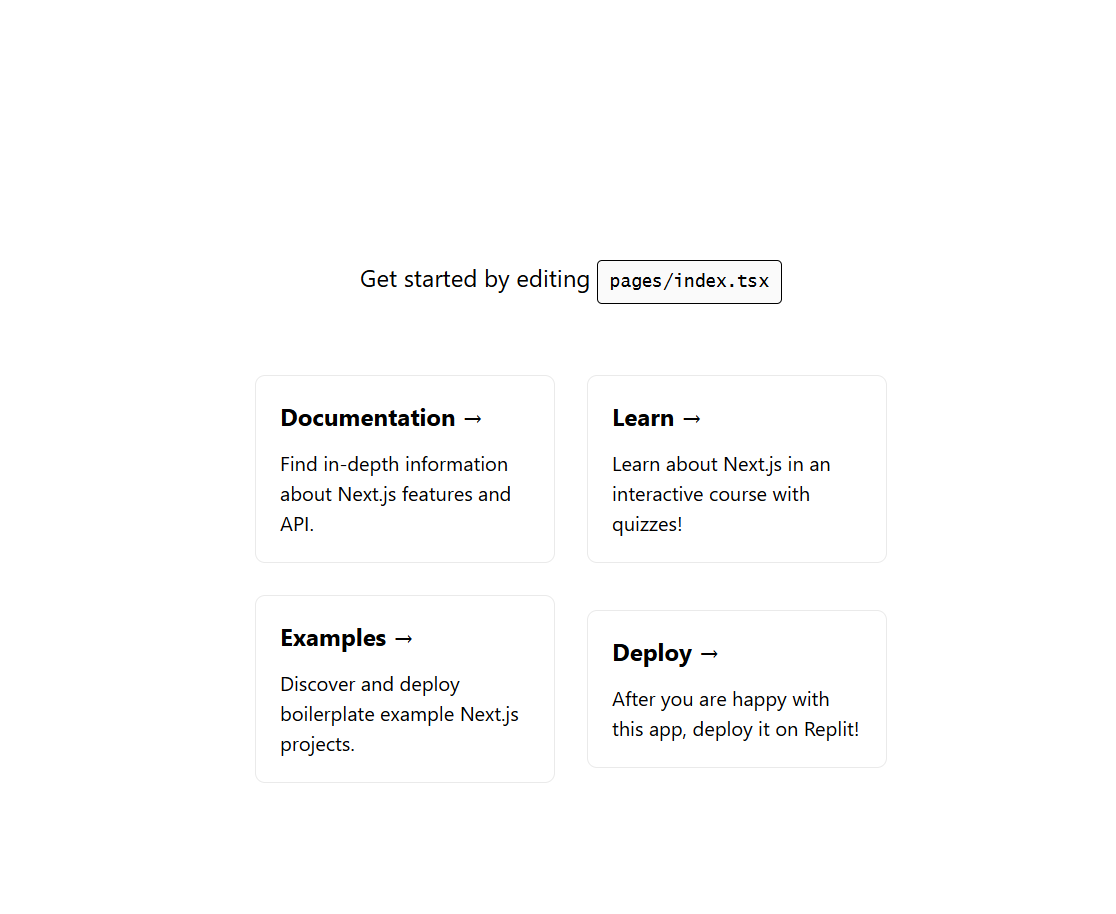 Get started by editing pages/index.tsx
Documentation →
Find in-depth information
about Next.js features and
API.
Learn →
Learn about Next.js in an
interactive course with
quizzes!
Examples →
Discover and deploy
boilerplate example Next.js
projects.
Deploy →
After you are happy with
this app, deploy it on Replit!